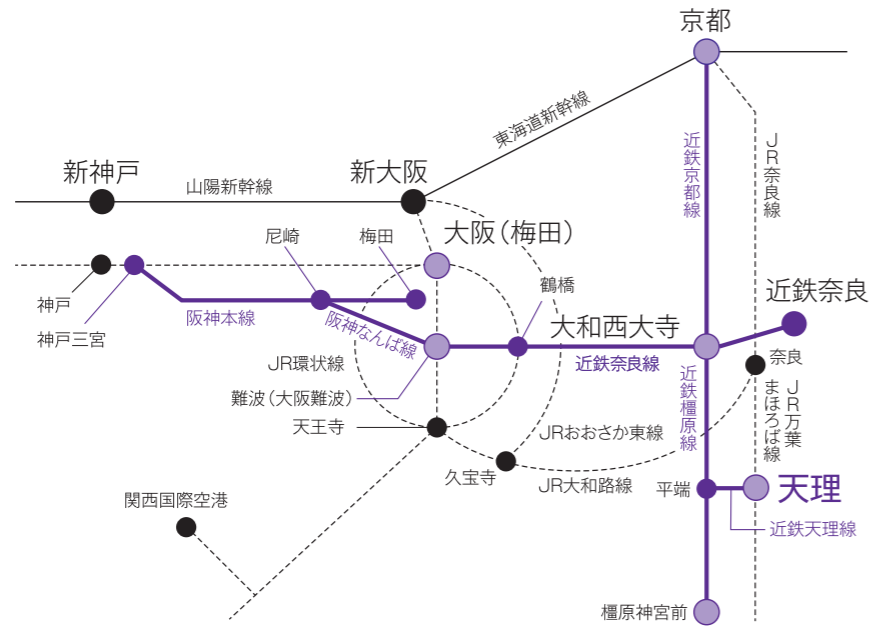 京都
東海道新幹線
近鉄京都線
JR奈良線
新神戸
山陽新幹線
新大阪
尼崎
梅田
大阪（梅田）
神戸
神戸三宮
阪神本線
阪神なんば線
鶴橋
大和西大寺
近鉄奈良
JR環状線
近鉄奈良線
奈良
難波（大阪難波）
近鉄橿原線
JR万葉
まほろば線
天王寺
JRおおさか東線
久宝寺
JR大和路線
平端
天理
関西国際空港
近鉄天理線
橿原神宮前